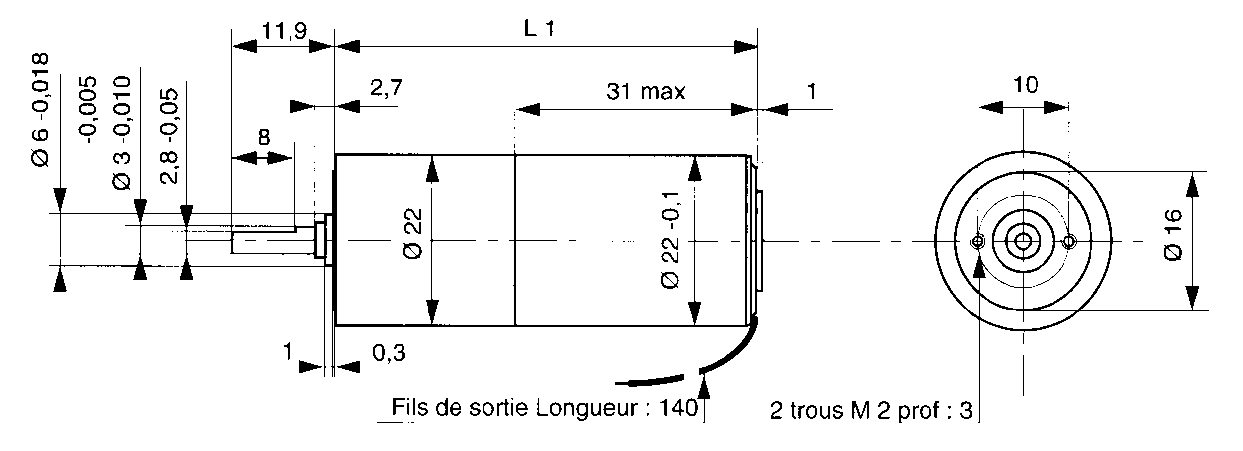 11,9
L 1
2,7
31 max
1
10
Ø 6 -0,018
-0,005
Ø 3 -0,010
2,8 -0,05
8
Ø 22
Ø 22 -0,1
Ø 16
1
0,3
Fils de sortie Longueur : 140
2 trous M 2 prof : 3